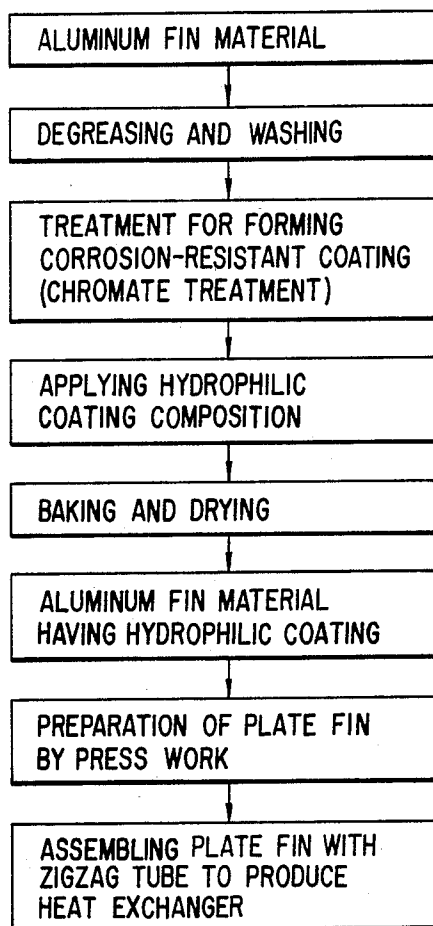 ALUMINUM FIN MATERIAL
DEGREASING AND WASHING
TREATMENT FOR FORMING
CORROSION-RESISTANT COATING
(CHROMATE TREATMENT)
APPLYING HYDROPHILIC
COATING COMPOSITION
BAKING AND DRYING
ALUMINUM FIN MATERIAL
HAVING HYDROPHILIC COATING
PREPARATION OF PLATE FIN
BY PRESS WORK
ASSEMBLING PLATE FIN WITH
ZIGZAG TUBE TO PRODUCE
HEAT EXCHANGER